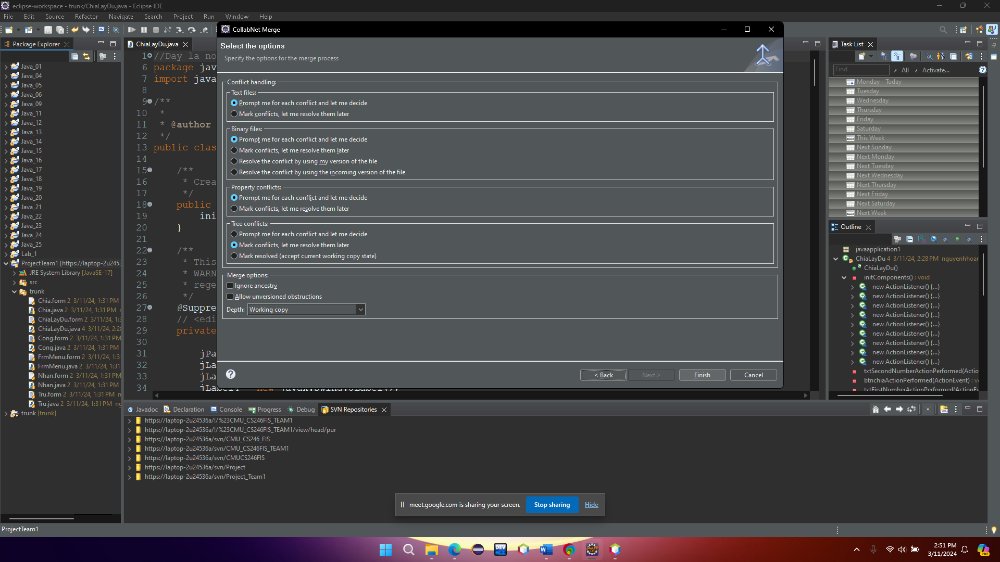 eclipse-workspace - trunk/ChiaLayDu.java - Eclipse IDE
File Edit Source Refactor Navigate Search Project Run Window Help
Package Explorer
Java_01
Java_04
Java_05
Java_06
Java_09
Java_11
Java_12
Java_13
Java_14
Java_15
Java_16
Java_17
Java_18
Java_19
Java_20
Java_21
Java_22
Java_23
Java_24
Java_25
Lab_1
ProjectTeam1 [https://laptop-2u2453
JRE System Library [JavaSE-17]
src
trunk
Chia.form 2 3/11/24, 1:31 PM
Chia.java 2 3/11/24, 1:31 PM
ChiaLayDu.form 2 3/11/24, 1:
ChiaLayDu.java 4 3/11/24, 2:28
Cong.form 2 3/11/24, 1:31 PM
Cong.java 2 3/11/24, 1:31 PM
FrmMenu.form 2 3/11/24, 1:3
FrmMenu.java 2 3/11/24, 1:31
Nhan.form 2 3/11/24, 1:31 PM
Nhan.java 2 3/11/24, 1:31 PM
Tru.form 2 3/11/24, 1:31 PM
Tru.java 2 3/11/24, 1:31 PM ng
trunk [trunk]
ChiaLayDu.java
1 //Day la no
6 package jav
7 import java
8
9 /**
10 *
11 * @author
12 */
13 public clas
14
15 /**
16 * Crea
17 */
18 public
19 ini
20 }
21
22 /**
23 * This
24 * WARN
25 * rege
26 */
27 @Suppre
28 // <edi
29 private
30
31 jPa
32 jLa
33 jLa
34 jLabel4 = new javax.swing.JLabel();
CollabNet Merge
Select the options
Specify the options for the merge process
Conflict handling:
Text files:
Prompt me for each conflict and let me decide
Mark conflicts, let me resolve them later
Binary files:
Prompt me for each conflict and let me decide
Mark conflicts, let me resolve them later
Resolve the conflict by using my version of the file
Resolve the conflict by using the incoming version of the file
Property conflicts:
Prompt me for each conflict and let me decide
Mark conflicts, let me resolve them later
Tree conflicts:
Prompt me for each conflict and let me decide
Mark conflicts, let me resolve them later
Mark resolved (accept current working copy state)
Merge options:
Ignore ancestry
Allow unversioned obstructions
Depth: Working copy
< Back Next > Finish Cancel
Task List
Find All Activate...
Monday - Today
Tuesday
Wednesday
Thursday
Friday
Saturday
This Week
Next Sunday
Next Monday
Next Tuesday
Next Wednesday
Next Thursday
Next Friday
Next Saturday
Next Week
Outline
javaapplication1
ChiaLayDu 4 3/11/24, 2:28 PM nguyenhhoar
ChiaLayDu()
initComponents() : void
new ActionListener() {...}
new ActionListener() {...}
new ActionListener() {...}
new ActionListener() {...}
new ActionListener() {...}
new ActionListener() {...}
new ActionListener() {...}
new ActionListener() {...}
new ActionListener() {...}
txtSecondNumberActionPerformed(Actio
btnchiaActionPerformed(ActionEvent) : v
txtFirstNumberActionPerformed(ActionEv
Javadoc Declaration Console Progress Debug SVN Repositories
https://laptop-2u24536a/!/%23CMU_CS246FIS_TEAM1
https://laptop-2u24536a/!/%23CMU_CS246FIS_TEAM1/view/head/pur
https://laptop-2u24536a/svn/CMU_CS246_FIS
https://laptop-2u24536a/svn/CMU_CS246FIS_TEAM1
https://laptop-2u24536a/svn/CMUCS246FIS
https://laptop-2u24536a/svn/Project
https://laptop-2u24536a/svn/Project_Team1
meet.google.com is sharing your screen. Stop sharing Hide
ProjectTeam1
DEV
2:51 PM
3/11/2024
PRE